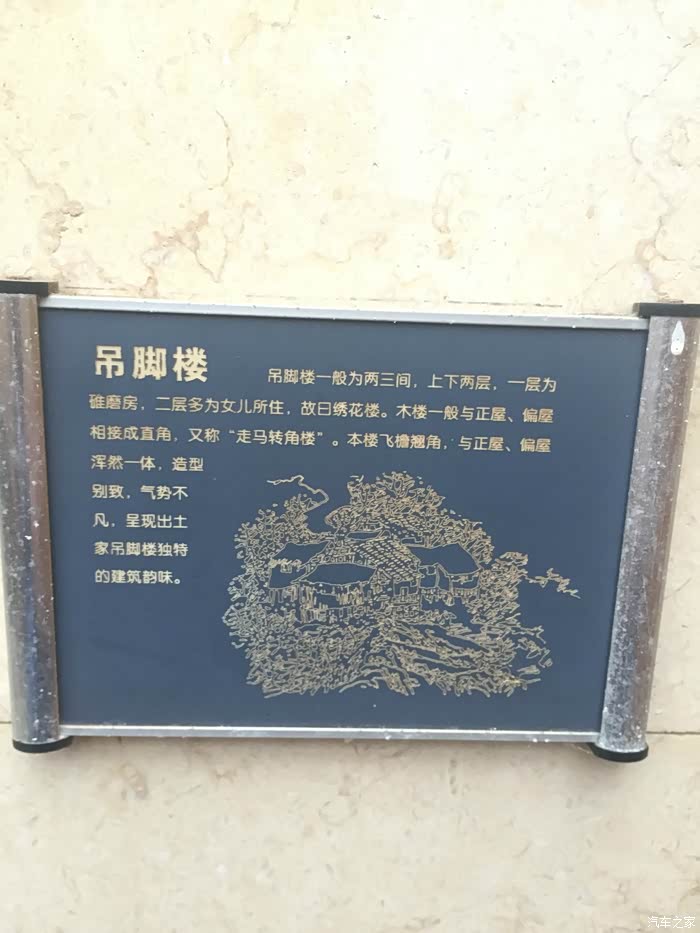 吊脚楼
吊脚楼一般为两三间，上下两层，一层为
碓磨房，二层多为女儿所住，故曰绣花楼。木楼一般与正屋、偏屋
相接成直角，又称“走马转角楼”。本楼飞檐翘角，与正屋、偏屋
浑然一体，造型
别致，气势不
凡，呈现出土
家吊脚楼独特
的建筑韵味。
汽车之家